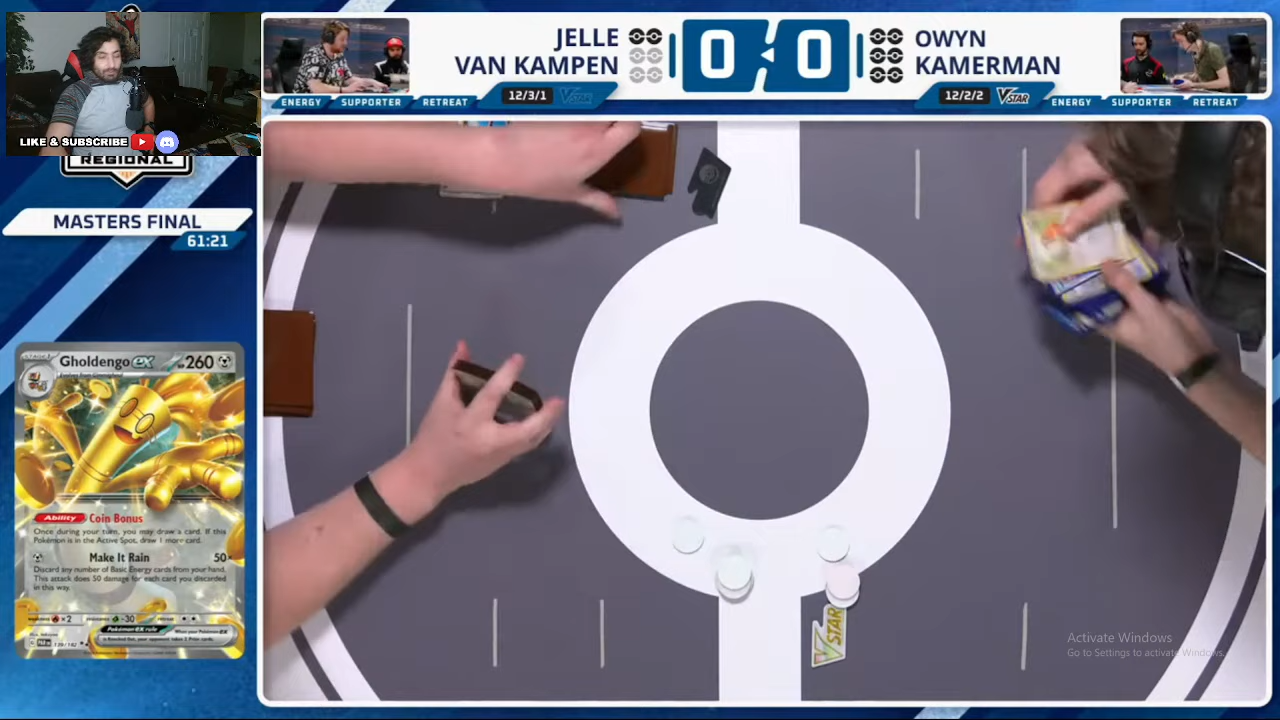 LIKE & SUBSCRIBE
REGIONAL
MASTERS FINAL
61:21
JELLE
VAN KAMPEN
12/3/1
VSTAR
ENERGY
SUPPORTER
RETREAT
0
0
OWYN
KAMERMAN
12/2/2
VSTAR
ENERGY
SUPPORTER
RETREAT
Gholdengo ex
260
Ability Coin Bonus
Once during your turn, you may draw a card. If this
Pokémon is in the Active Spot, draw 1 more card.
Make It Rain 50×
Discard any number of Basic Energy cards from your hand.
This attack does 50 damage for each card you discarded
in this way.
VSTAR
Activate Windows
Go to Settings to activate Windows.